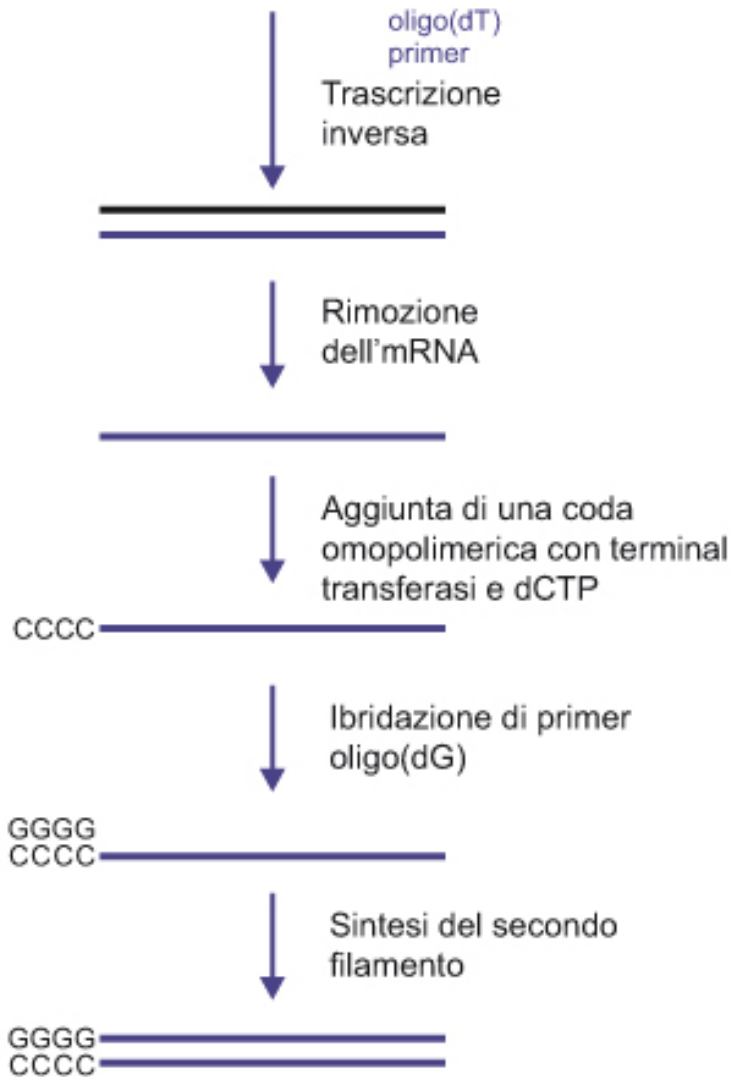 oligo(dT)
primer
Trascrizione
inversa
Rimozione
dell'mRNA
Aggiunta di una coda
omopolimerica con terminal
transferasi e dCTP
CCCC
Ibridazione di primer
oligo(dG)
GGGG
CCCC
Sintesi del secondo
filamento
GGGG
CCCC